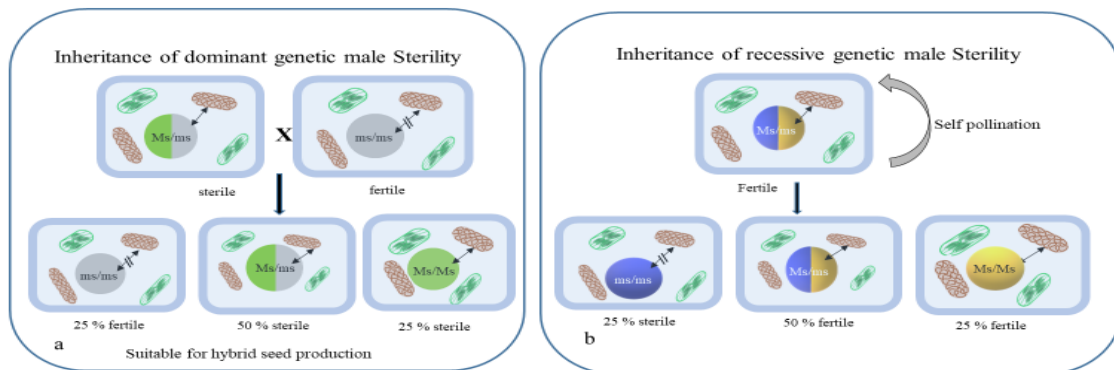 Inheritance of dominant genetic male Sterility
Ms/ms
X
ms/ms
sterile
fertile
ms/ms
Ms/ms
Ms/Ms
25 % fertile
50 % sterile
25 % sterile
a
Suitable for hybrid seed production
Inheritance of recessive genetic male Sterility
Ms/ms
Self pollination
Fertile
ms/ms
Ms/ms
Ms/Ms
25 % sterile
50 % fertile
25 % fertile
b